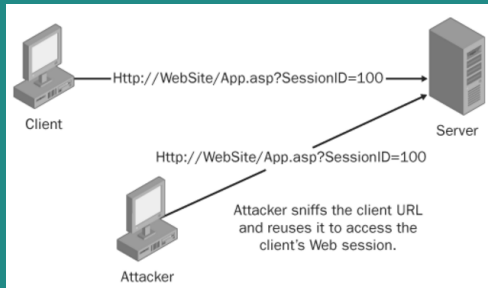 Http://WebSite/App.asp?SessionID=100
Client
Server
Http://WebSite/App.asp?SessionID=100
Attacker sniffs the client URL
and reuses it to access the
client's Web session.
Attacker